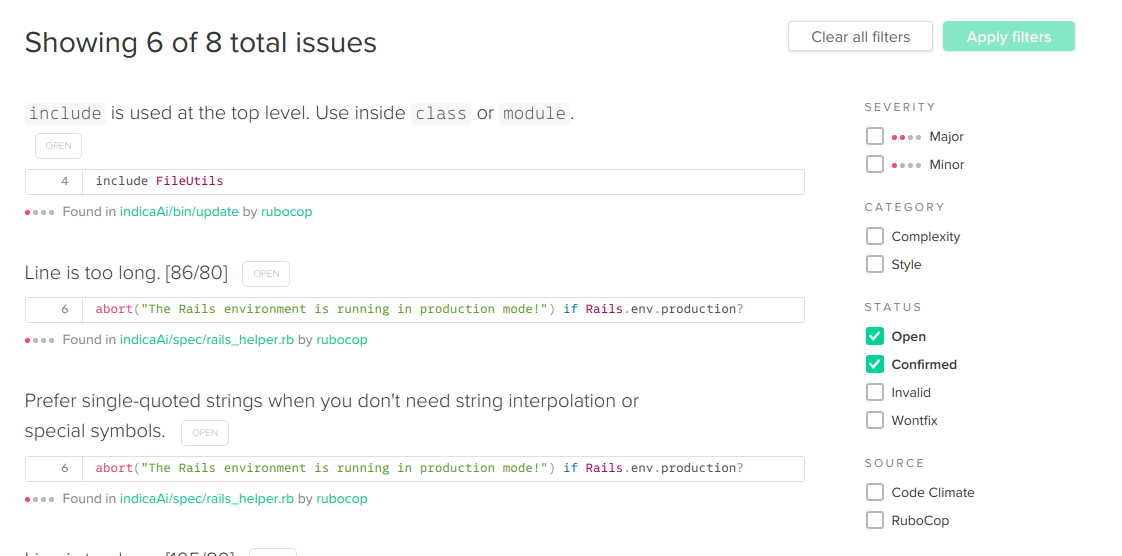 Showing 6 of 8 total issues
Clear all filters
Apply filters
include is used at the top level. Use inside class or module.
OPEN
4 include FileUtils
Found in indicaAi/bin/update by rubocop
Line is too long. [86/80] OPEN
6 abort("The Rails environment is running in production mode!") if Rails.env.production?
Found in indicaAi/spec/rails_helper.rb by rubocop
Prefer single-quoted strings when you don't need string interpolation or
special symbols. OPEN
6 abort("The Rails environment is running in production mode!") if Rails.env.production?
Found in indicaAi/spec/rails_helper.rb by rubocop
SEVERITY
Major
Minor
CATEGORY
Complexity
Style
STATUS
Open
Confirmed
Invalid
Wontfix
SOURCE
Code Climate
RuboCop